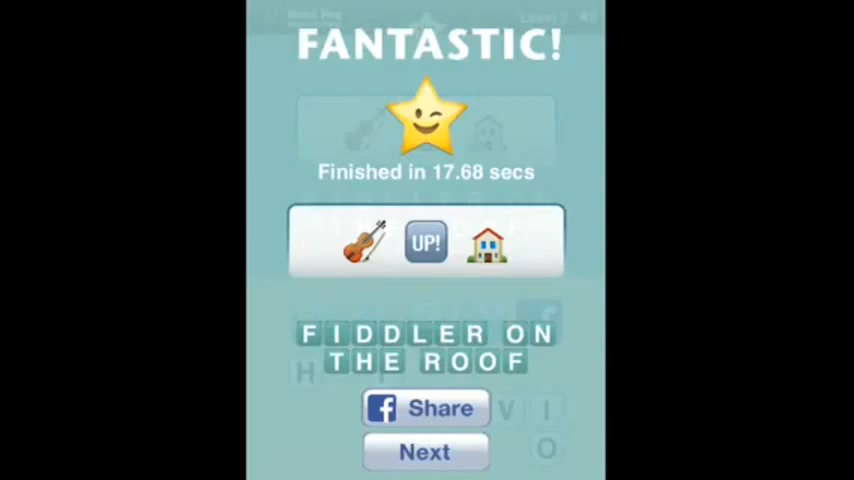 FANTASTIC!
Finished in 17.68 secs
UP!
FIDDLER ON
THE ROOF
H
Share
V I
Next
O